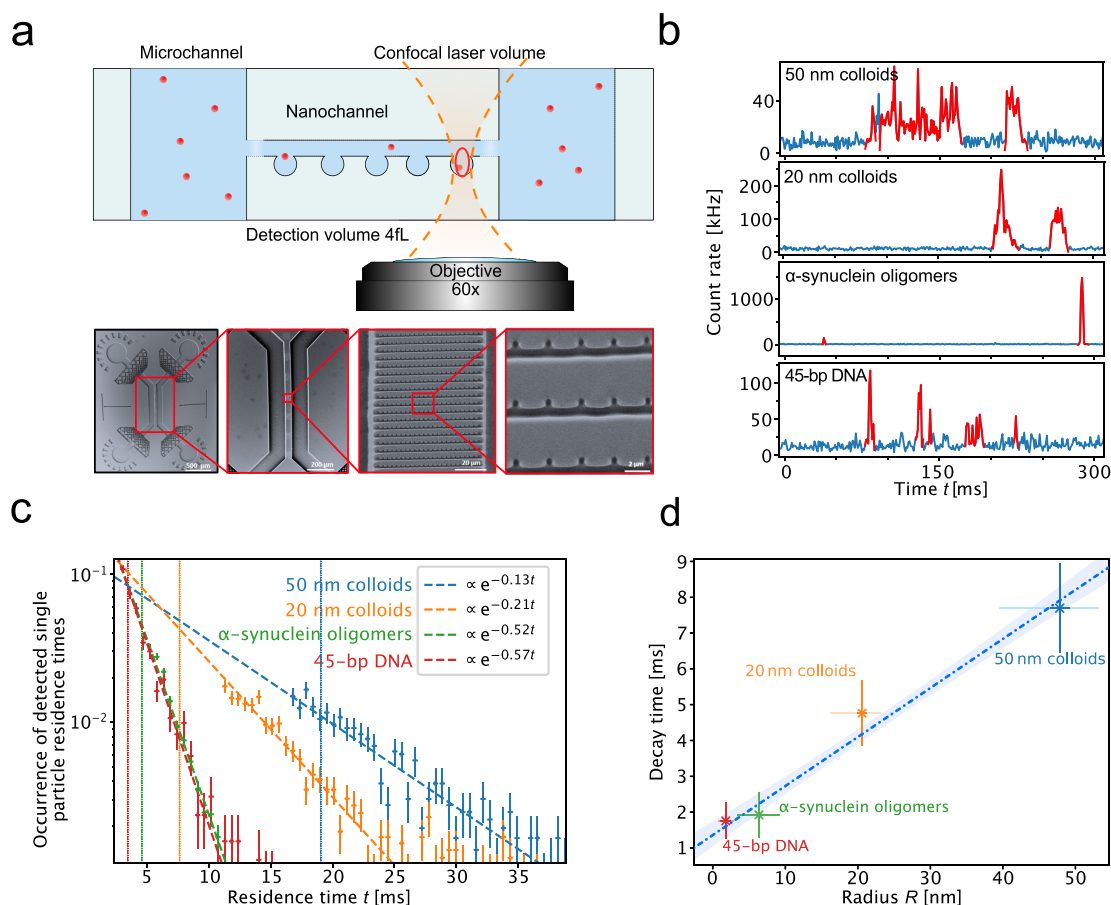 a
Microchannel
Confocal laser volume
Nanochannel
Detection volume 4fL
Objective
60x
500 µm
200 µm
20 µm
2 µm
b
50 nm colloids
40
0
20 nm colloids
200
100
0
α-synuclein oligomers
1000
0
45-bp DNA
100
50
0
0
150
300
Count rate [kHz]
Time t [ms]
c
10⁻¹
10⁻²
50 nm colloids
20 nm colloids
α-synuclein oligomers
45-bp DNA
∝ e⁻⁰·¹³ᵗ
∝ e⁻⁰·²¹ᵗ
∝ e⁻⁰·⁵²ᵗ
∝ e⁻⁰·⁵⁷ᵗ
5
10
15
20
25
30
35
Occurrence of detected single
particle residence times
Residence time t [ms]
d
9
8
7
6
5
4
3
2
1
20 nm colloids
50 nm colloids
α-synuclein oligomers
45-bp DNA
0
10
20
30
40
50
Decay time [ms]
Radius R [nm]